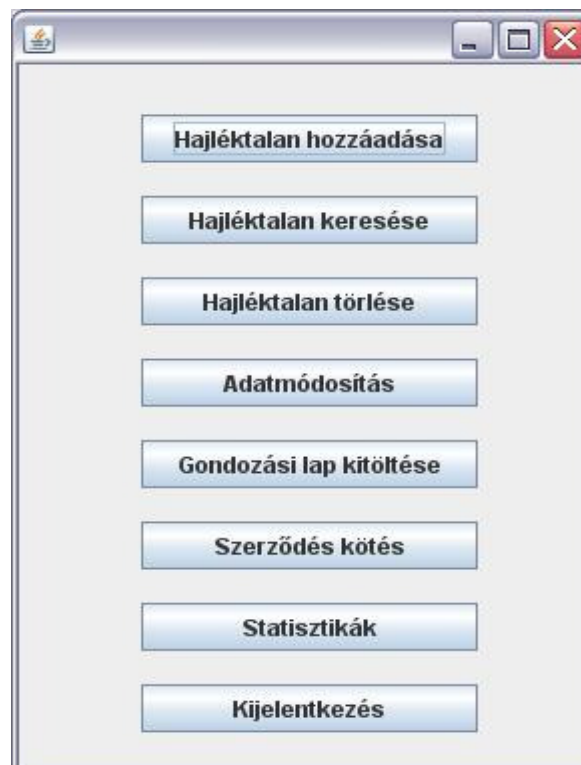 Hajléktalan hozzáadása
Hajléktalan keresése
Hajléktalan törlése
Adatmódosítás
Gondozási lap kitöltése
Szerződés kötés
Statisztikák
Kijelentkezés